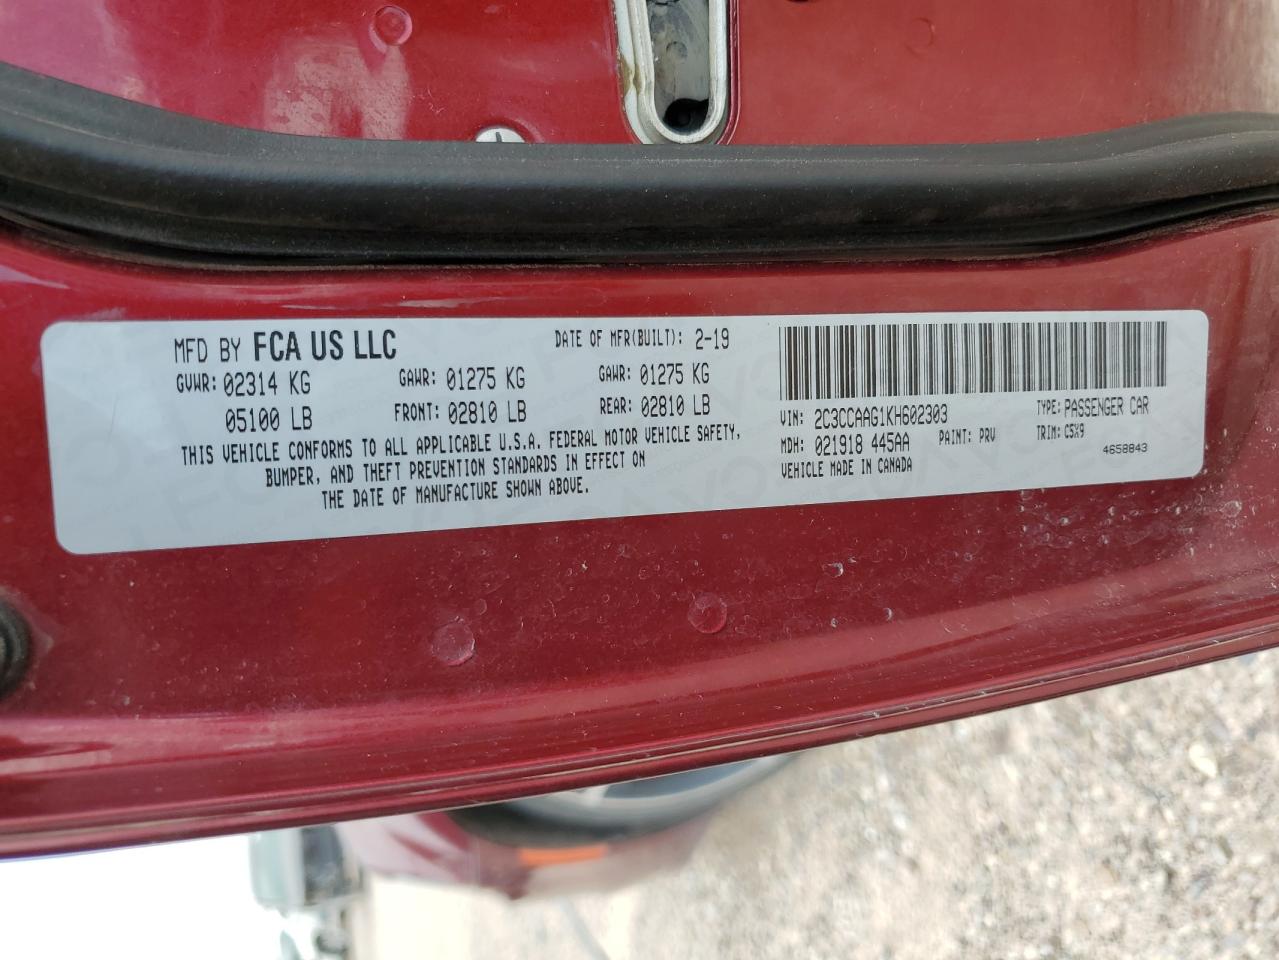 MFD BY FCA US LLC DATE OF MFR(BUILT): 2-19
GVWR: 02314 KG GAWR: 01275 KG GAWR: 01275 KG
05100 LB FRONT: 02810 LB REAR: 02810 LB
THIS VEHICLE CONFORMS TO ALL APPLICABLE U.S.A. FEDERAL MOTOR VEHICLE SAFETY,
BUMPER, AND THEFT PREVENTION STANDARDS IN EFFECT ON
THE DATE OF MANUFACTURE SHOWN ABOVE.
VIN: 2C3CCAAG1KH602303 TYPE: PASSENGER CAR
MDH: 021918 445AA PAINT: PRV TRIM: C5X9
VEHICLE MADE IN CANADA 4658843